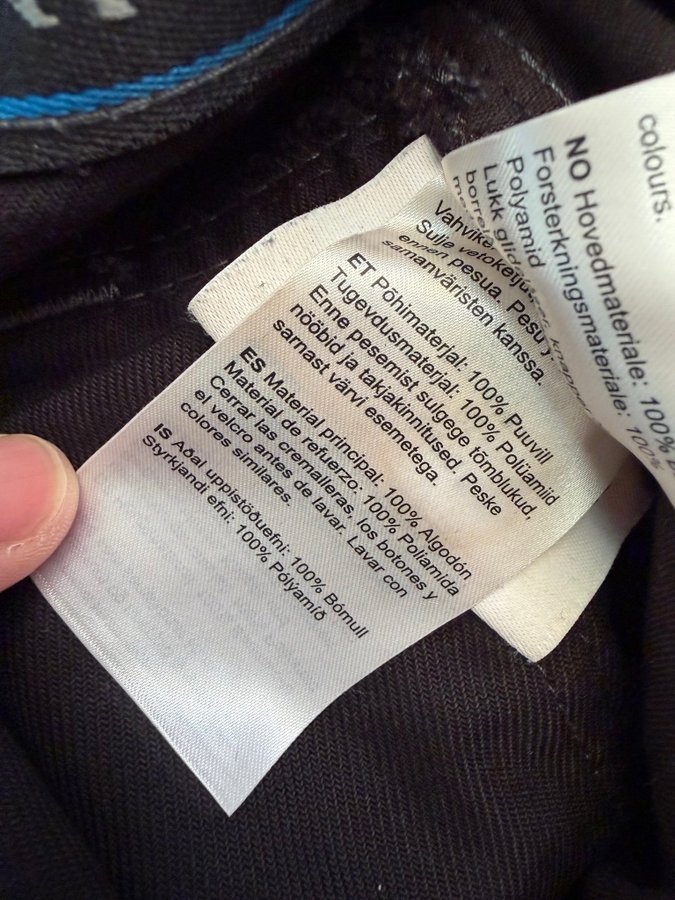 colours.
NO Hovedmateriale: 100%
Forsterkningsmateriale: 100%
Polyamid
Lukk
Sulje
ennen pesua. Pesu
samanväristen kanssa.
ET Põhimaterjal: 100% Puuvill
Tugevdusmaterjal: 100% Polüamiid
Enne pesemist sulgege tõmblukud,
nööbid ja takjakinnitused. Peske
sarnast värvi esemetega.
ES Material principal: 100% Algodón
Material de refuerzo: 100% Poliamida
Cerrar las cremalleras, los botones y
el velcro antes de lavar. Lavar con
colores similares.
IS Aðal uppistöðuefni: 100% Bómull
Styrkjandi efni: 100% Pólýamíð